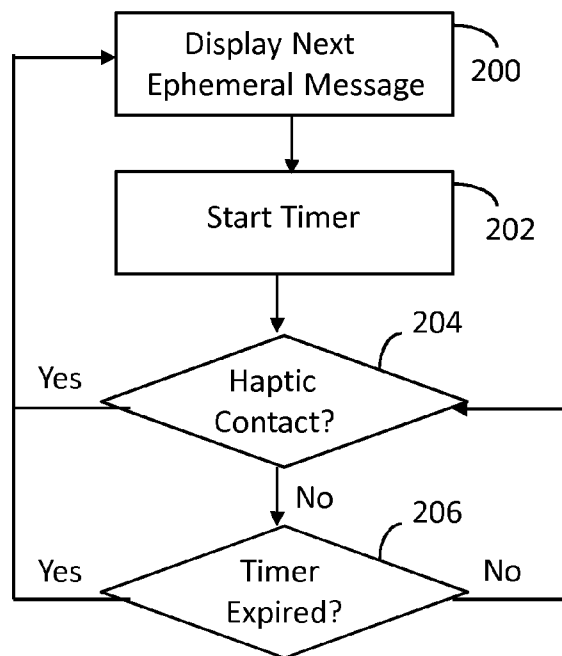 Display Next
Ephemeral Message
200
Start Timer
202
204
Yes
Haptic
Contact?
No
206
Yes
Timer
Expired?
No